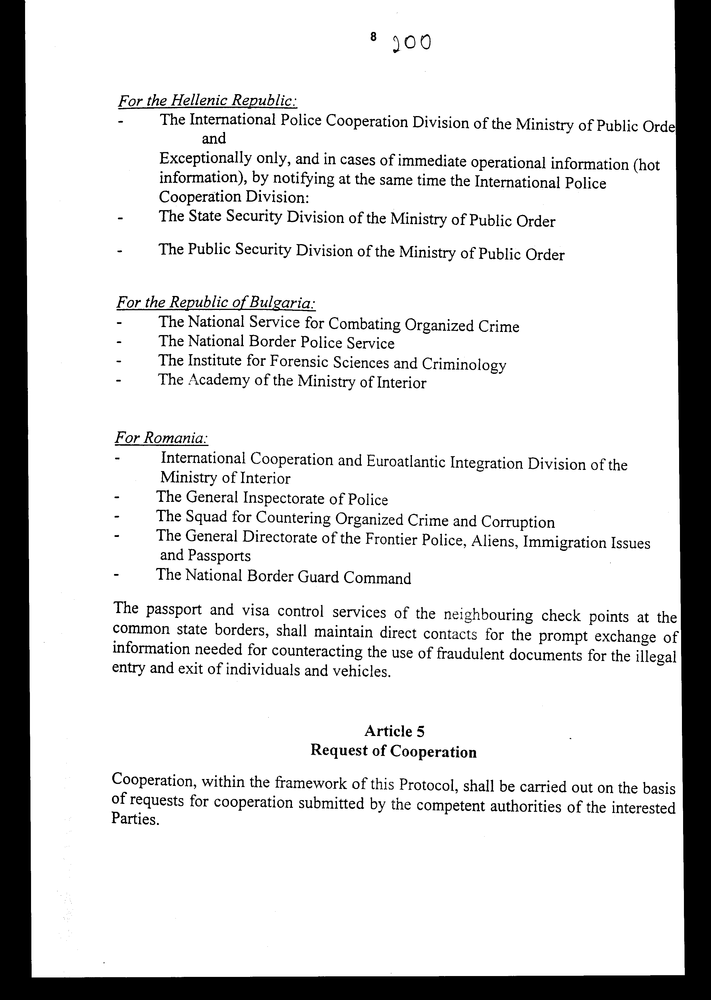 8 200
For the Hellenic Republic:
- The International Police Cooperation Division of the Ministry of Public Orde
and
Exceptionally only, and in cases of immediate operational information (hot
information), by notifying at the same time the International Police
Cooperation Division:
- The State Security Division of the Ministry of Public Order
- The Public Security Division of the Ministry of Public Order
For the Republic of Bulgaria:
- The National Service for Combating Organized Crime
- The National Border Police Service
- The Institute for Forensic Sciences and Criminology
- The Academy of the Ministry of Interior
For Romania:
- International Cooperation and Euroatlantic Integration Division of the
Ministry of Interior
- The General Inspectorate of Police
- The Squad for Countering Organized Crime and Corruption
- The General Directorate of the Frontier Police, Aliens, Immigration Issues
and Passports
- The National Border Guard Command
The passport and visa control services of the neighbouring check points at the
common state borders, shall maintain direct contacts for the prompt exchange of
information needed for counteracting the use of fraudulent documents for the illegal
entry and exit of individuals and vehicles.
Article 5
Request of Cooperation
Cooperation, within the framework of this Protocol, shall be carried out on the basis
of requests for cooperation submitted by the competent authorities of the interested
Parties.